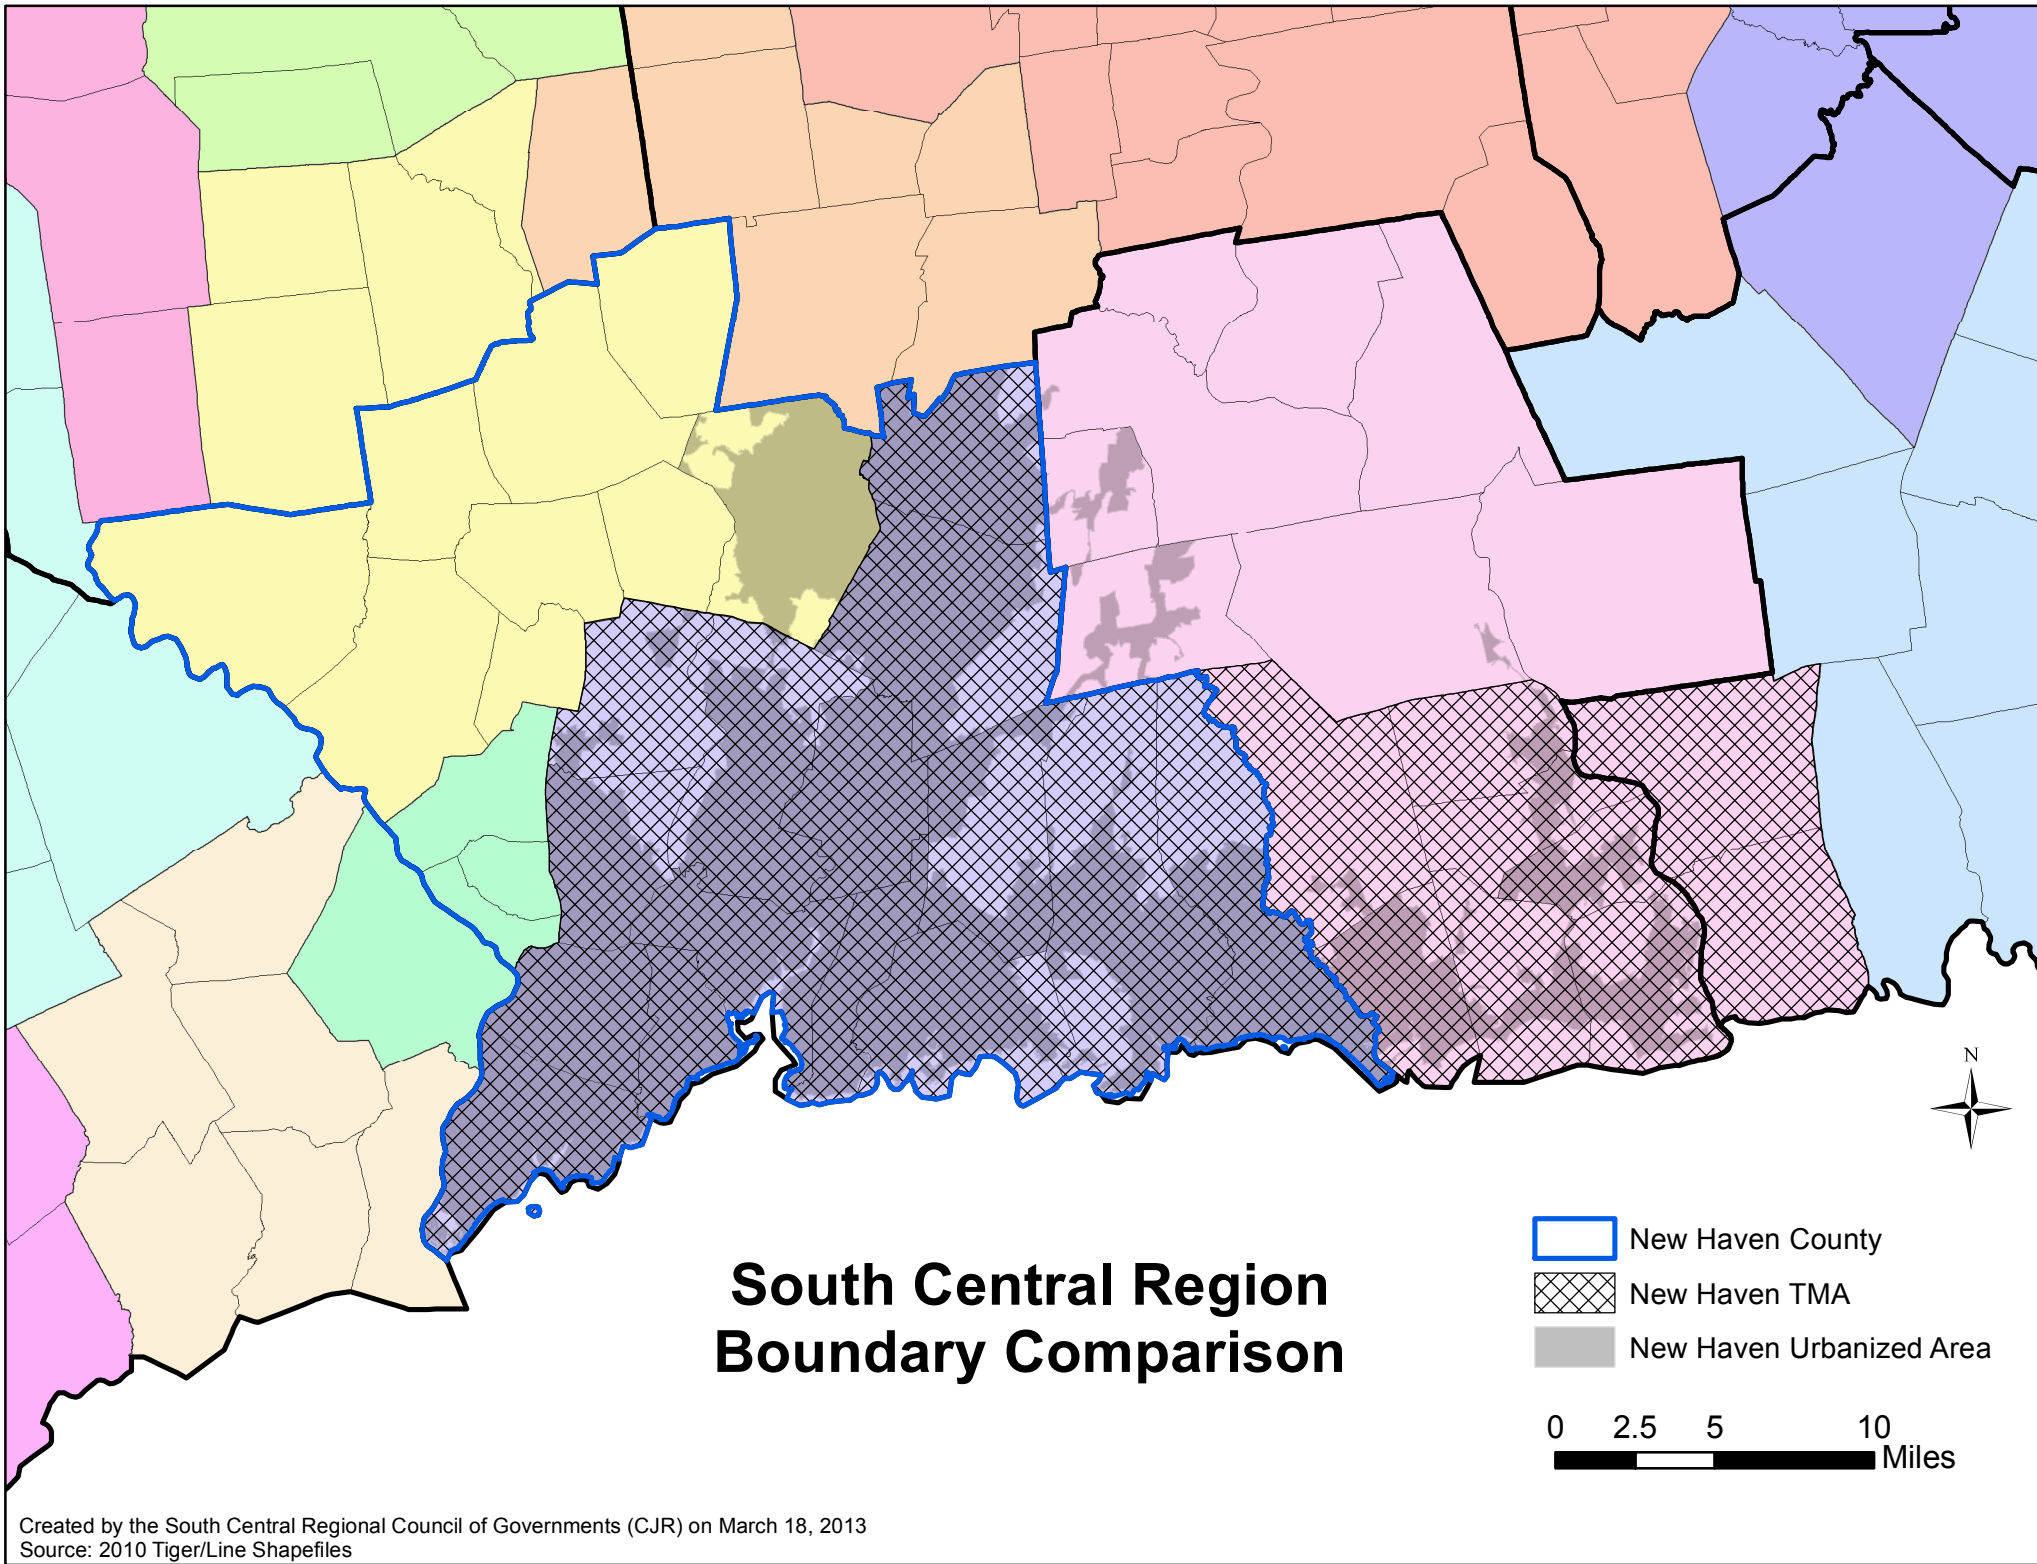 N
New Haven County
New Haven TMA
New Haven Urbanized Area
South Central Region
Boundary Comparison
0 2.5 5 10
Miles
Created by the South Central Regional Council of Governments (CJR) on March 18, 2013
Source: 2010 Tiger/Line Shapefiles